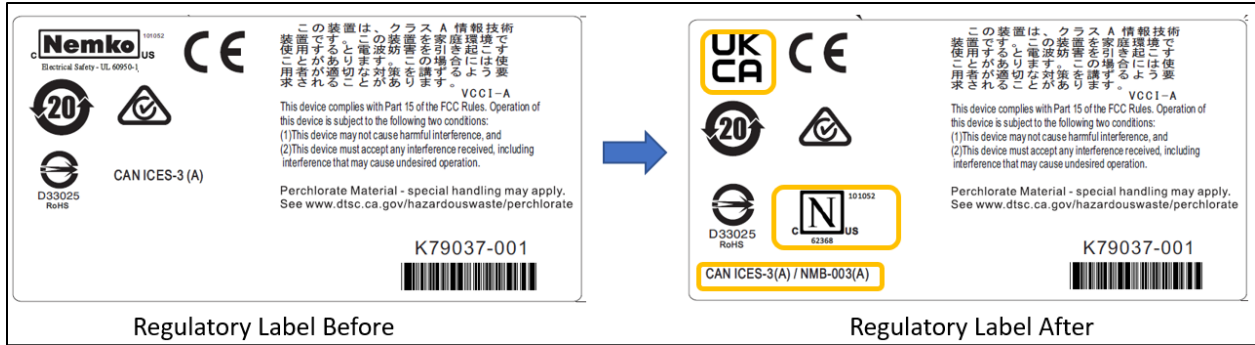 Nemko
101052
C US
Electrical Safety - UL 60950-1
CE
20
D33025
RoHS
CAN ICES-3 (A)
この装置は、クラス A 情報技術
装置です。この装置を家庭環境で
使用すると電波妨害を引き起こす
ことがあります。この場合には使
用者が適切な対策を講ずるよう要
求されることがあります。
VCCI-A
This device complies with Part 15 of the FCC Rules. Operation of
this device is subject to the following two conditions:
(1)This device may not cause harmful interference, and
(2)This device must accept any interference received, including
interference that may cause undesired operation.
Perchlorate Material - special handling may apply.
See www.dtsc.ca.gov/hazardouswaste/perchlorate
K79037-001
Regulatory Label Before
UK
CA
CE
20
D33025
RoHS
N
101052
C US
62368
CAN ICES-3(A) / NMB-003(A)
この装置は、クラス A 情報技術
装置です。この装置を家庭環境で
使用すると電波妨害を引き起こす
ことがあります。この場合には使
用者が適切な対策を講ずるよう要
求されることがあります。
VCCI-A
This device complies with Part 15 of the FCC Rules. Operation of
this device is subject to the following two conditions:
(1)This device may not cause harmful interference, and
(2)This device must accept any interference received, including
interference that may cause undesired operation.
Perchlorate Material - special handling may apply.
See www.dtsc.ca.gov/hazardouswaste/perchlorate
K79037-001
Regulatory Label After